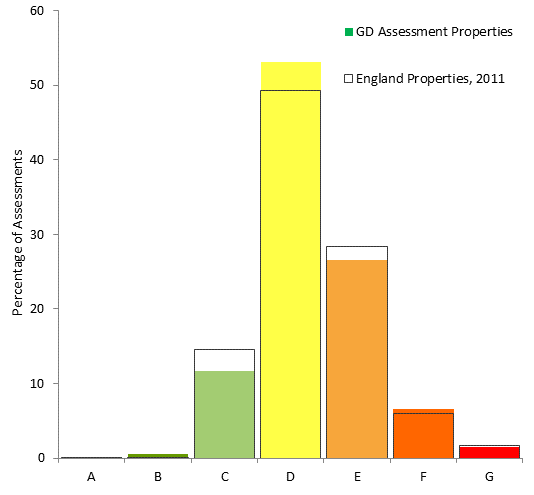 60
GD Assessment Properties
England Properties, 2011
50
40
30
20
10
0
Percentage of Assessments
A B C D E F G